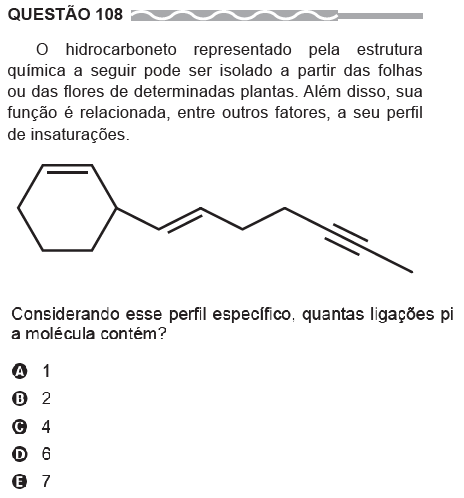 QUESTÃO 108
O hidrocarboneto representado pela estrutura
química a seguir pode ser isolado a partir das folhas
ou das flores de determinadas plantas. Além disso, sua
função é relacionada, entre outros fatores, a seu perfil
de insaturações.
Considerando esse perfil específico, quantas ligações pi
a molécula contém?
A 1
B 2
C 4
D 6
E 7